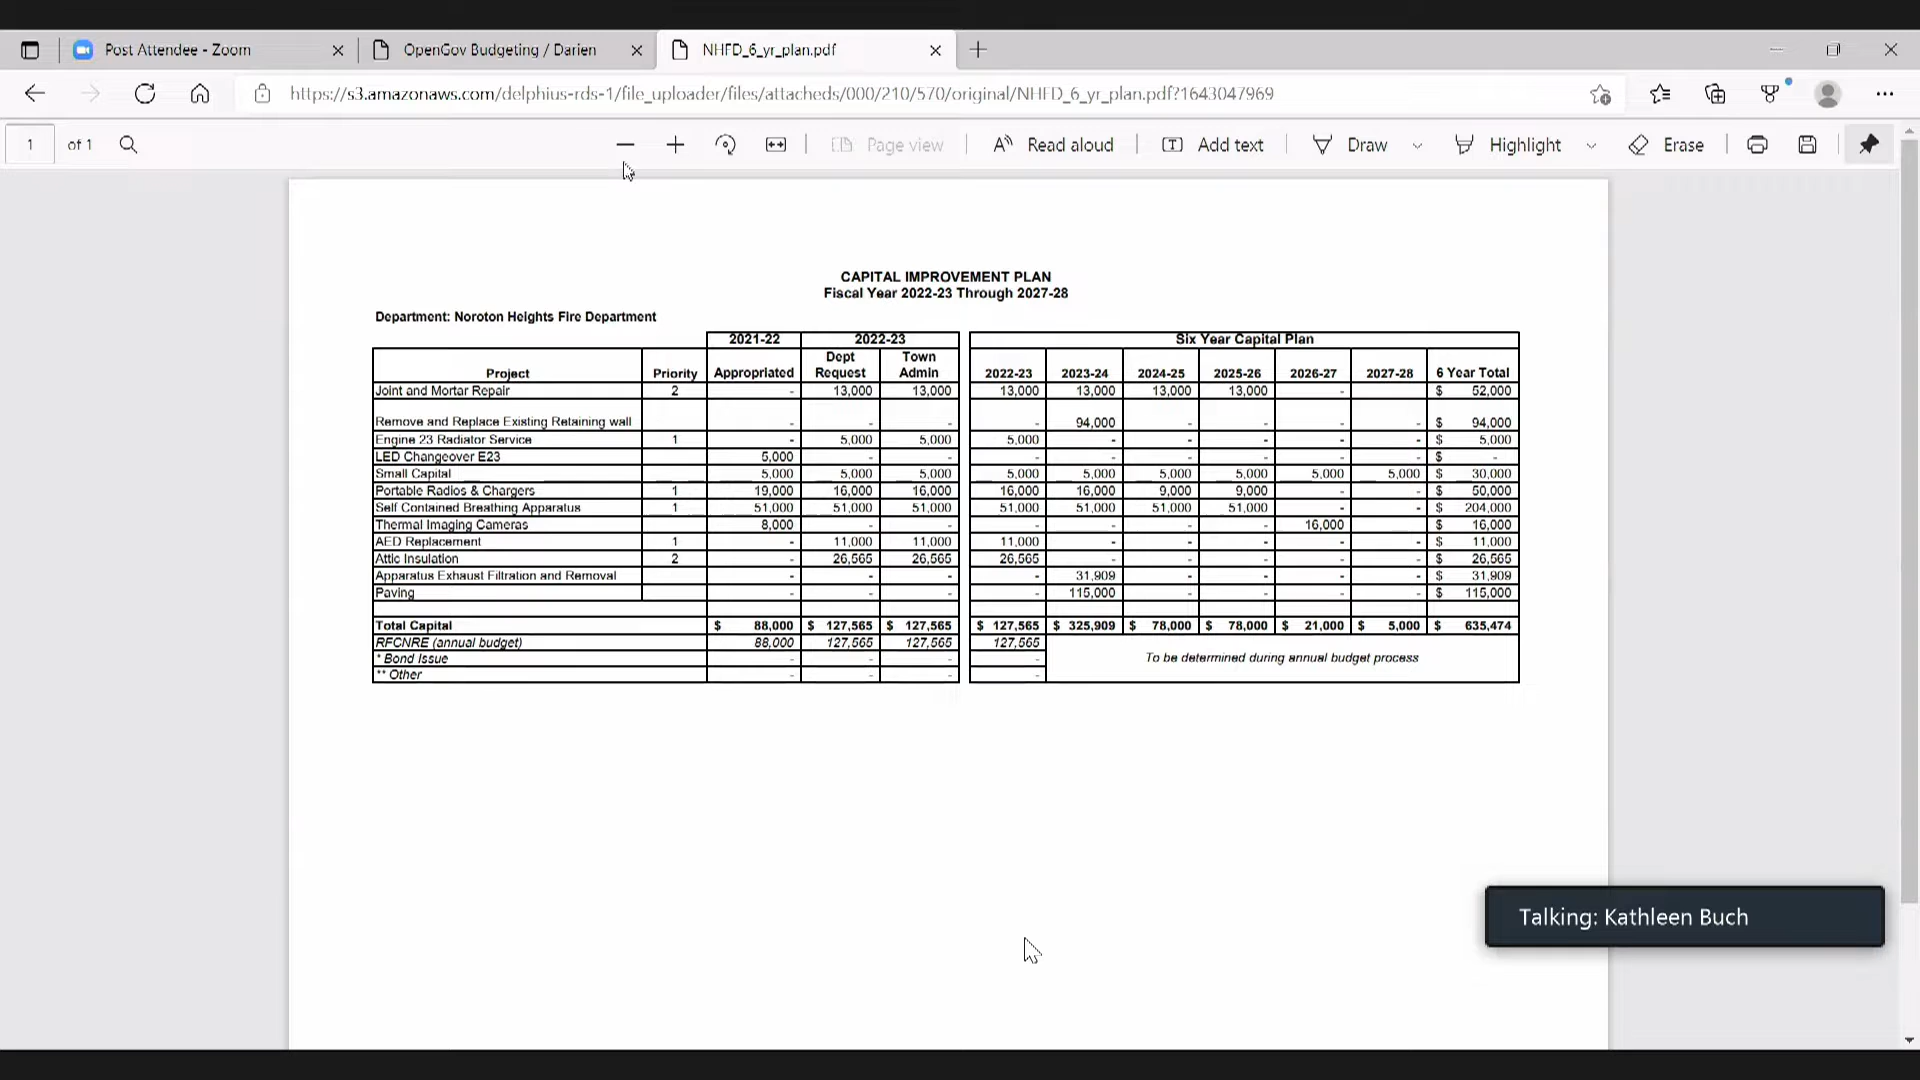 Post Attendee - Zoom
OpenGov Budgeting / Darien
NHFD_6_yr_plan.pdf
https://s3.amazonaws.com/delphius-rds-1/file_uploader/files/attacheds/000/210/570/original/NHFD_6_yr_plan.pdf?1643047969
1 of 1 Page view Read aloud Add text Draw Highlight Erase
CAPITAL IMPROVEMENT PLAN
Fiscal Year 2022-23 Through 2027-28
Department: Noroton Heights Fire Department
2021-22 2022-23 Six Year Capital Plan
Project Priority Appropriated Dept Request Town Admin 2022-23 2023-24 2024-25 2025-26 2026-27 2027-28 6 Year Total
Joint and Mortar Repair 2 - 13,000 13,000 13,000 13,000 13,000 13,000 - - $ 52,000
Remove and Replace Existing Retaining wall - - - - 94,000 - - - - $ 94,000
Engine 23 Radiator Service 1 - 5,000 5,000 5,000 - - - - - $ 5,000
LED Changeover E23 5,000 - - - - - - - - $ -
Small Capital 5,000 5,000 5,000 5,000 5,000 5,000 5,000 5,000 5,000 $ 30,000
Portable Radios & Chargers 1 19,000 16,000 16,000 16,000 16,000 9,000 9,000 - - $ 50,000
Self Contained Breathing Apparatus 1 51,000 51,000 51,000 51,000 51,000 51,000 51,000 - - $ 204,000
Thermal Imaging Cameras 8,000 - - - - - - 16,000 - $ 16,000
AED Replacement 1 - 11,000 11,000 11,000 - - - - - $ 11,000
Attic Insulation 2 - 26,565 26,565 26,565 - - - - - $ 26,565
Apparatus Exhaust Filtration and Removal - - - - 31,909 - - - - $ 31,909
Paving - - - - 115,000 - - - - $ 115,000
Total Capital $ 88,000 $ 127,565 $ 127,565 $ 127,565 $ 325,909 $ 78,000 $ 78,000 $ 21,000 $ 5,000 $ 635,474
RFCNRE (annual budget) 88,000 127,565 127,565 127,565
* Bond Issue - - - - To be determined during annual budget process
** Other - - - -
Talking: Kathleen Buch